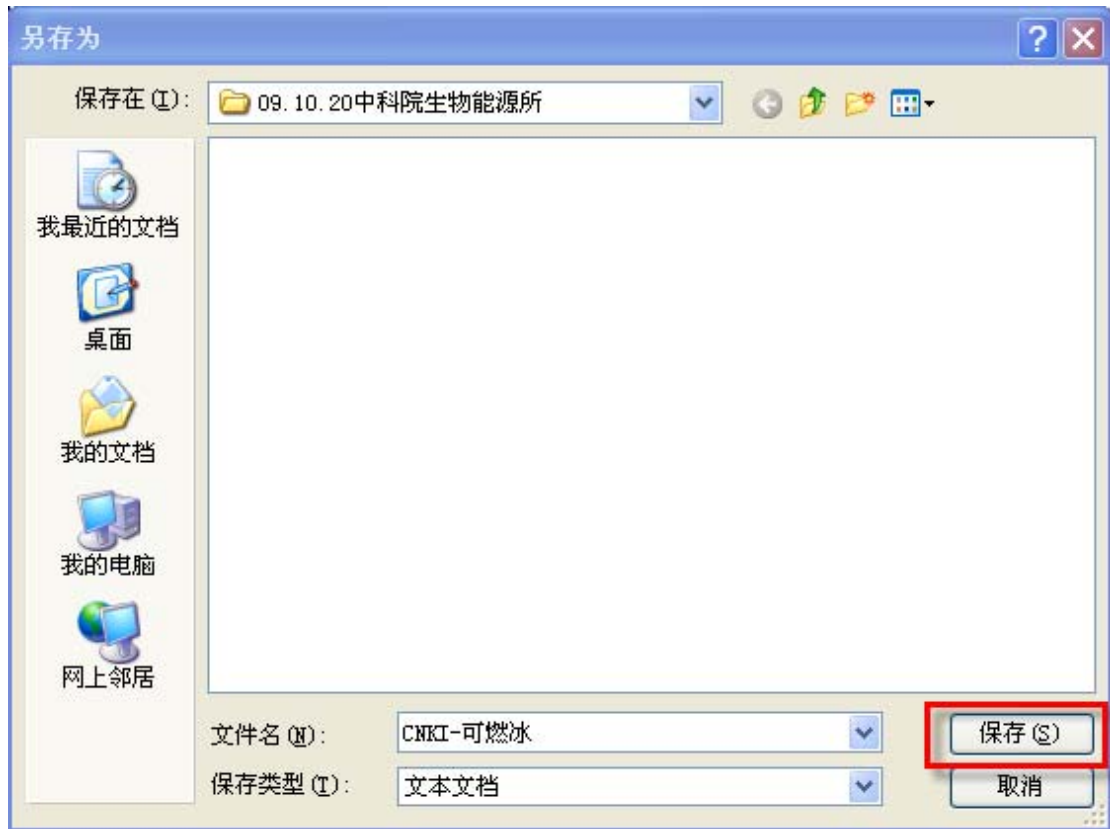 另存为
保存在(I):
09.10.20中科院生物能源所
我最近的文档
桌面
我的文档
我的电脑
网上邻居
文件名(N):
CNKI-可燃冰
保存(S)
保存类型(T):
文本文档
取消